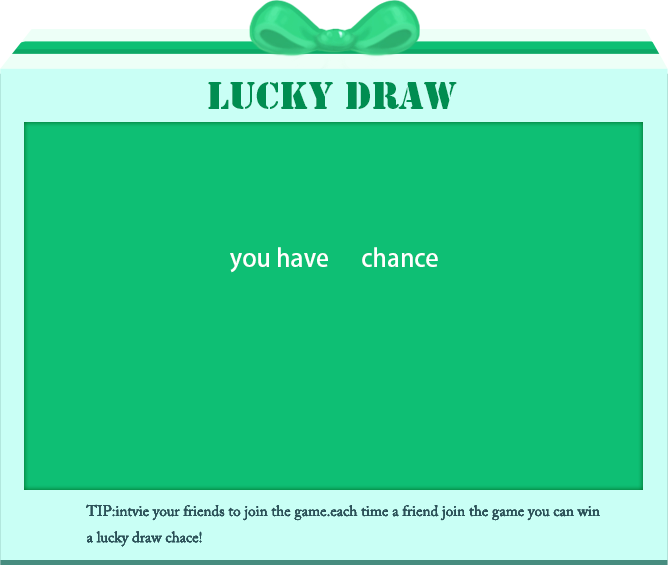 LUCKY DRAW
you have chance
TIP:intvie your friends to join the game.each time a friend join the game you can win
a lucky draw chace!